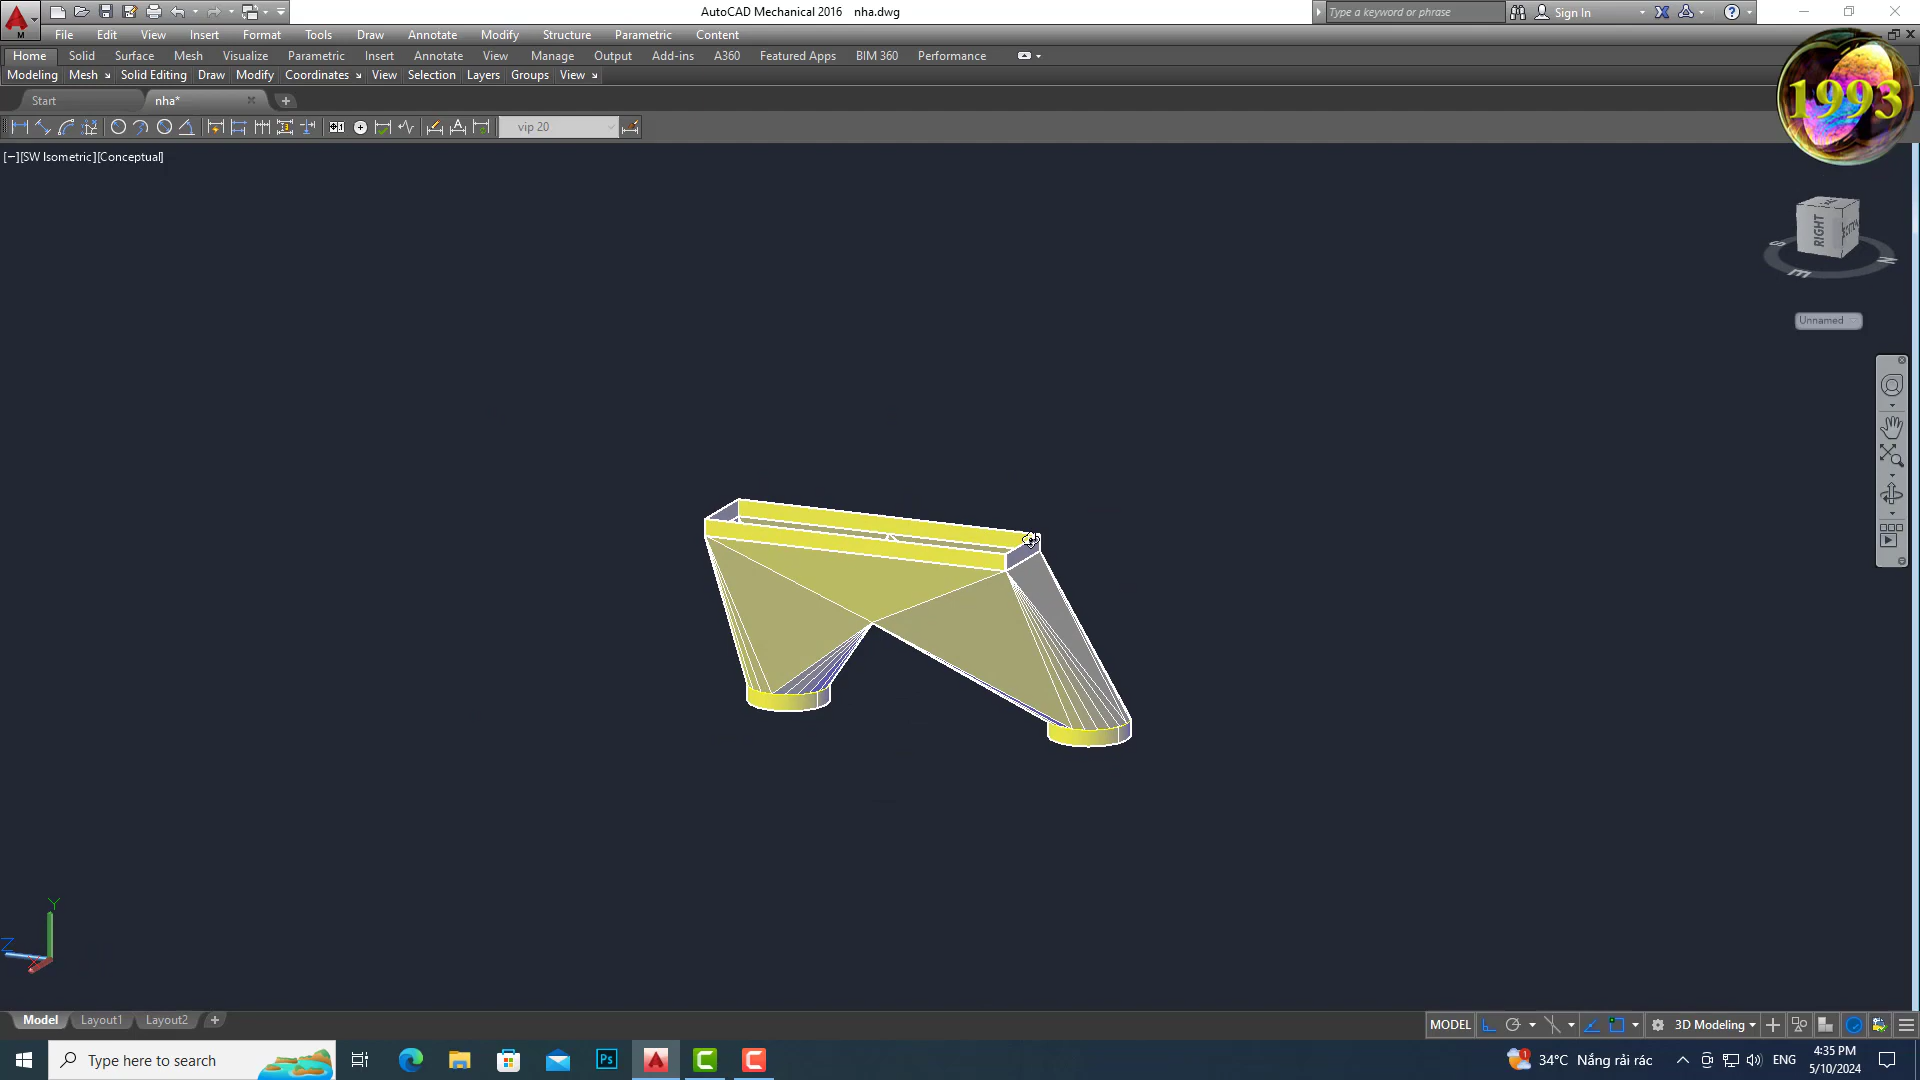 AutoCAD Mechanical 2016 nha.dwg
Type a keyword or phrase
Sign In
File Edit View Insert Format Tools Draw Annotate Modify Structure Parametric Content
Home Solid Surface Mesh Visualize Parametric Insert Annotate View Manage Output Add-ins A360 Featured Apps BIM 360 Performance
Modeling Mesh Solid Editing Draw Modify Coordinates View Selection Layers Groups View
Start nha*
1993
vip 20
[–][SW Isometric][Conceptual]
RIGHT
S E N
Unnamed
Y
Z
Model Layout1 Layout2
MODEL 3D Modeling
Type here to search
Ps
34°C Nắng rải rác
ENG
4:35 PM
5/10/2024